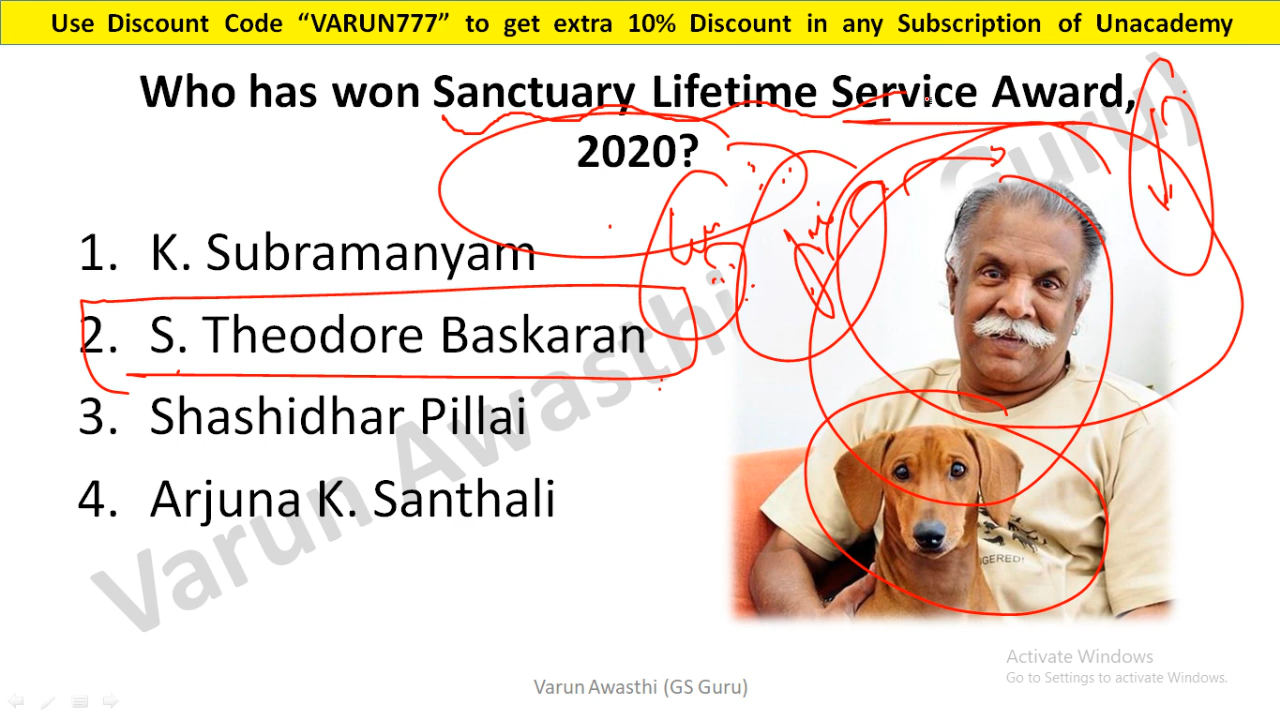 Use Discount Code “VARUN777” to get extra 10% Discount in any Subscription of Unacademy
Who has won Sanctuary Lifetime Service Award,
2020?
1. K. Subramanyam
2. S. Theodore Baskaran
3. Shashidhar Pillai
4. Arjuna K. Santhali
Varun Awasthi Guru)
GERED!
Activate Windows
Go to Settings to activate Windows.
Varun Awasthi (GS Guru)